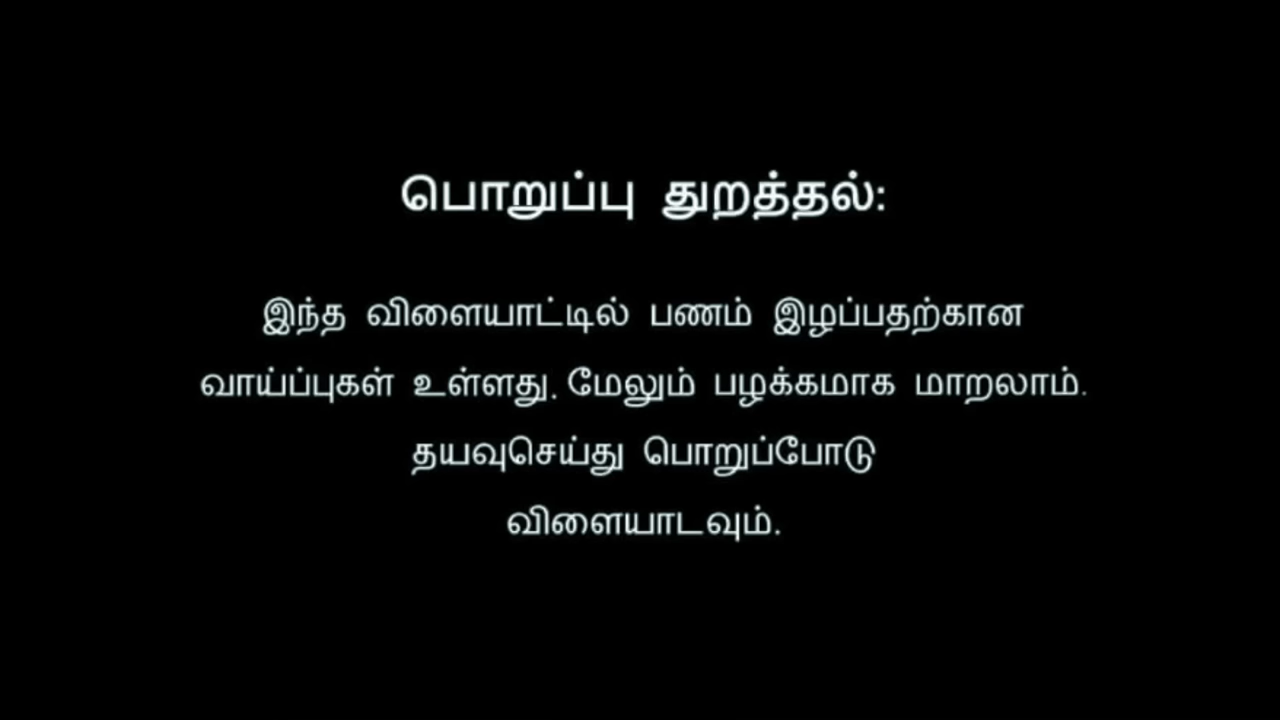 பொறுப்பு துறத்தல்:
இந்த விளையாட்டில் பணம் இழப்பதற்கான
வாய்ப்புகள் உள்ளது. மேலும் பழக்கமாக மாறலாம்.
தயவுசெய்து பொறுப்போடு
விளையாடவும்.